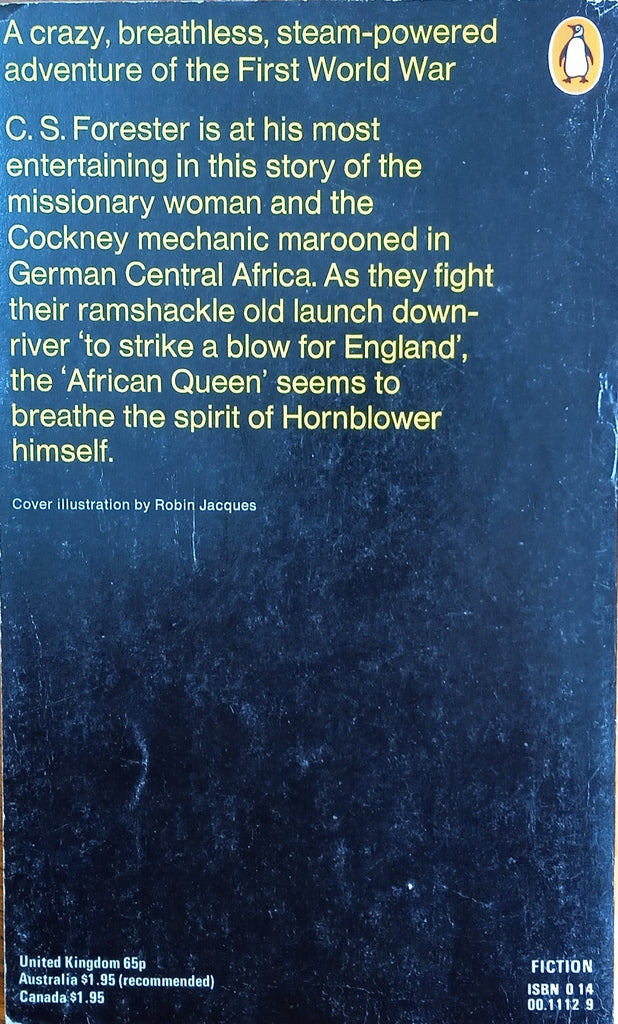 A crazy, breathless, steam-powered
adventure of the First World War
C. S. Forester is at his most
entertaining in this story of the
missionary woman and the
Cockney mechanic marooned in
German Central Africa. As they fight
their ramshackle old launch down-
river ‘to strike a blow for England’,
the ‘African Queen’ seems to
breathe the spirit of Hornblower
himself.
Cover illustration by Robin Jacques
United Kingdom 65p
Australia $1.95 (recommended)
Canada $1.95
FICTION
ISBN 0 14
00.1112 9